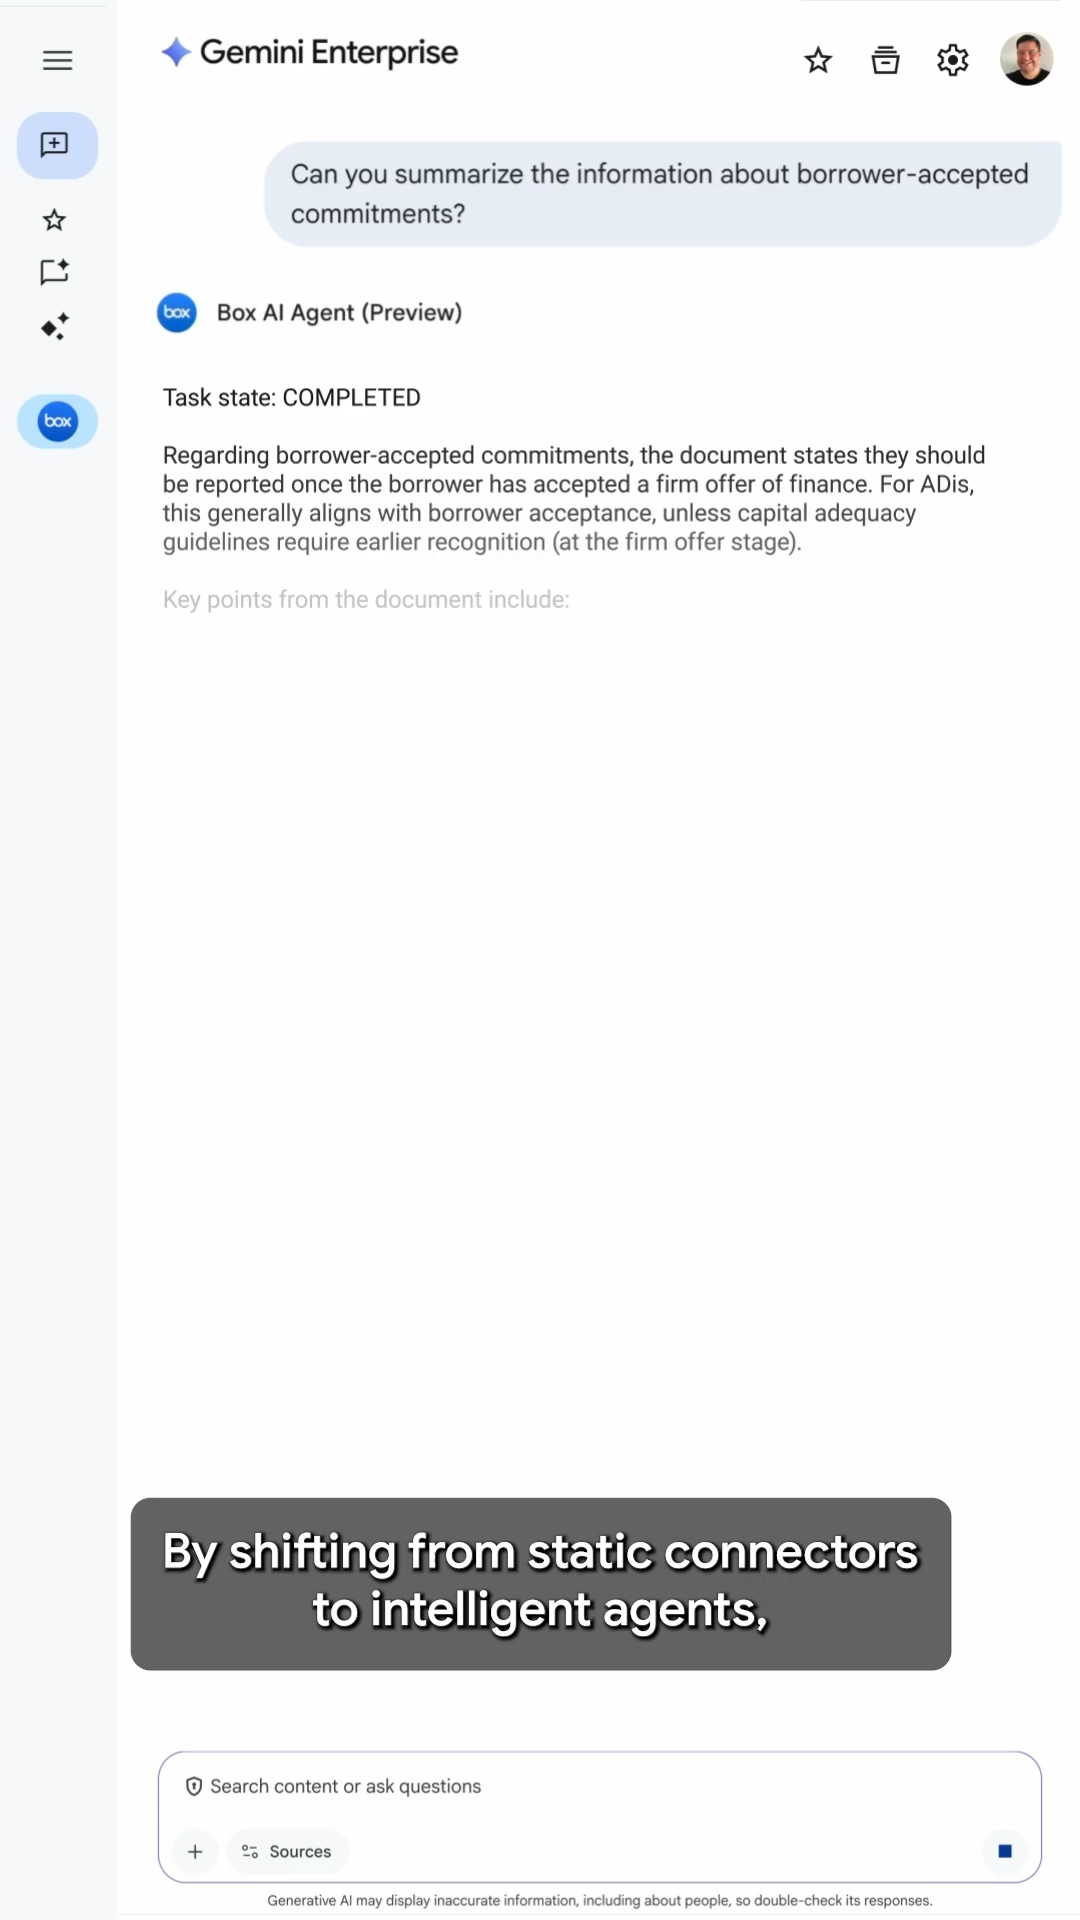 Gemini Enterprise
Can you summarize the information about borrower-accepted
commitments?
box
Box AI Agent (Preview)
Task state: COMPLETED
box
Regarding borrower-accepted commitments, the document states they should
be reported once the borrower has accepted a firm offer of finance. For ADis,
this generally aligns with borrower acceptance, unless capital adequacy
guidelines require earlier recognition (at the firm offer stage).
Key points from the document include:
By shifting from static connectors
to intelligent agents,
Search content or ask questions
Sources
Generative AI may display inaccurate information, including about people, so double-check its responses.